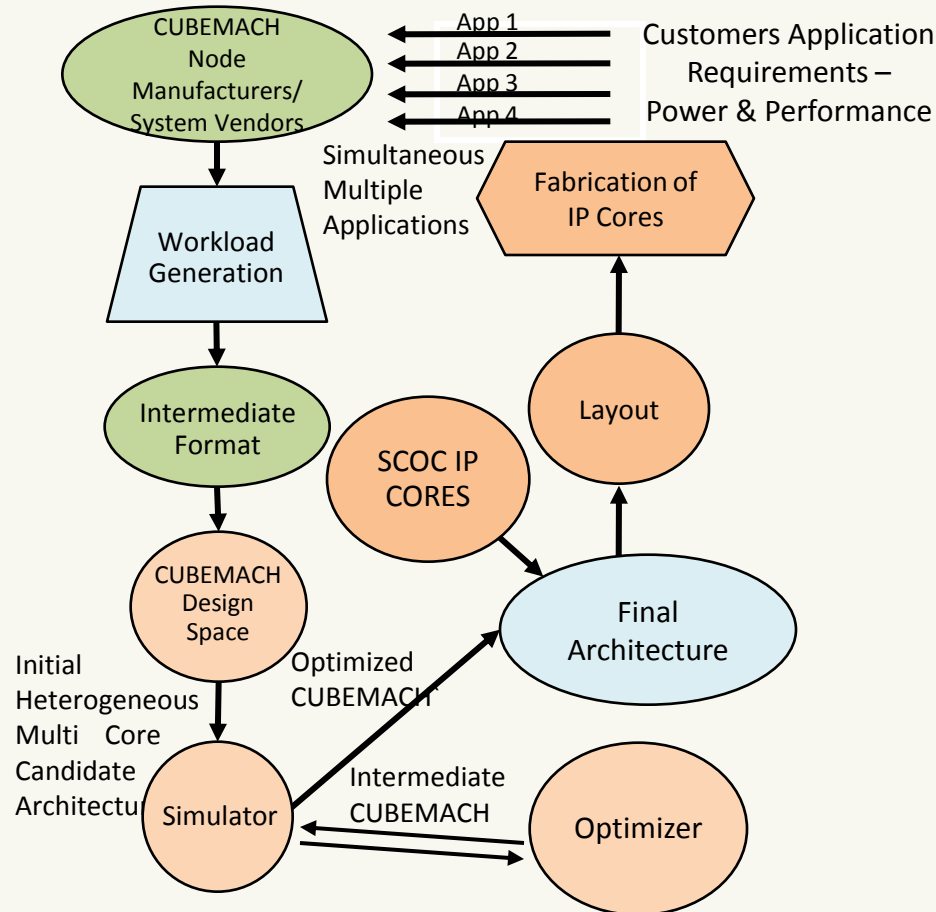 CUBEMACH
Node
Manufacturers/
System Vendors
App 1
App 2
App 3
App 4
Customers Application
Requirements –
Power & Performance
Simultaneous
Multiple
Applications
Fabrication of
IP Cores
Workload
Generation
Intermediate
Format
Layout
SCOC IP
CORES
CUBEMACH
Design
Space
Final
Architecture
Initial
Heterogeneous
Multi Core
Candidate
Architectur
Optimized
CUBEMACH
Simulator
Intermediate
CUBEMACH
Optimizer